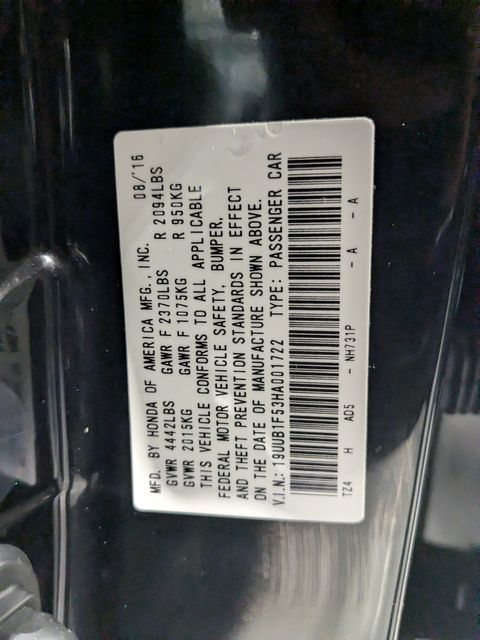 MFD. BY HONDA OF AMERICA MFG., INC. 08/'16
GVWR 4442LBS GAWR F 2370LBS R 2094LBS
GVWR 2015KG GAWR F 1075KG R 950KG
THIS VEHICLE CONFORMS TO ALL APPLICABLE
FEDERAL MOTOR VEHICLE SAFETY, BUMPER,
AND THEFT PREVENTION STANDARDS IN EFFECT
ON THE DATE OF MANUFACTURE SHOWN ABOVE.
V.I.N.: 19UUB1F53HA001722 TYPE: PASSENGER CAR
TZ4 H AD5 - NH731P - A - A